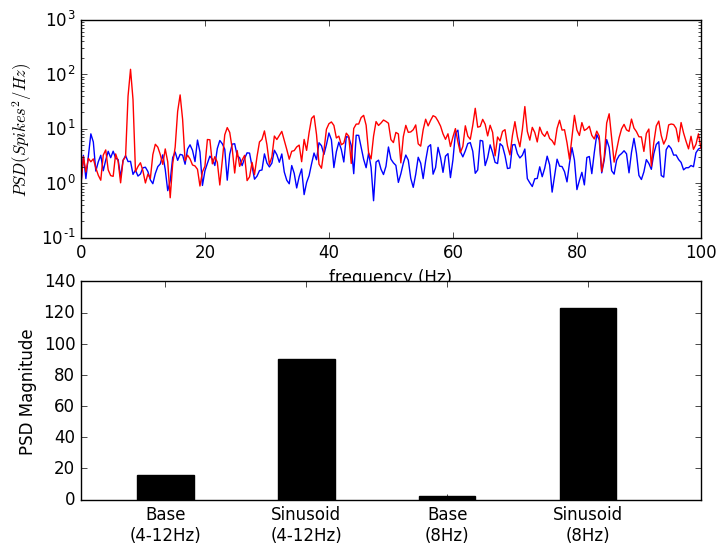 10³
10²
10¹
10⁰
10⁻¹
PSD (Spikes²/Hz)
0 20 40 60 80 100
frequency (Hz)
140
120
100
80
60
40
20
0
PSD Magnitude
Base Sinusoid Base Sinusoid
(4-12Hz) (4-12Hz) (8Hz) (8Hz)